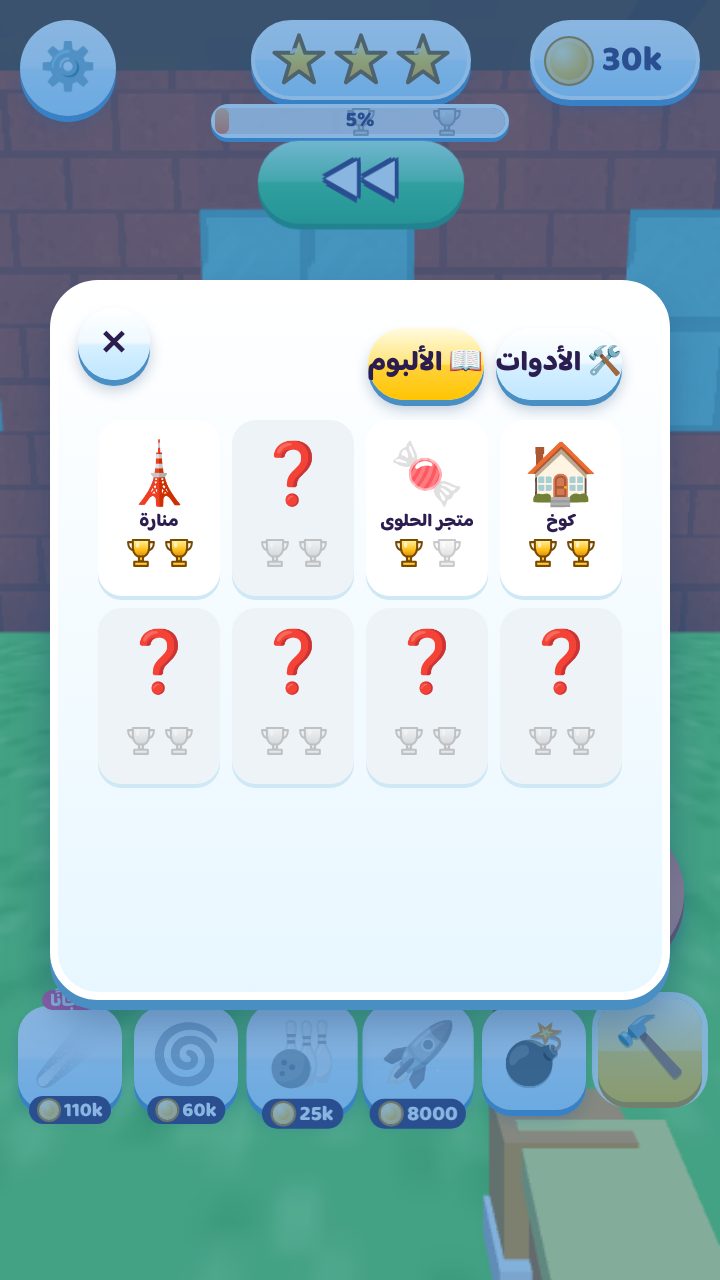 30k
5%
🛠️ الأدوات
📖 الألبوم
✕
كوخ
متجر الحلوى
منارة
8000
25k
60k
110k